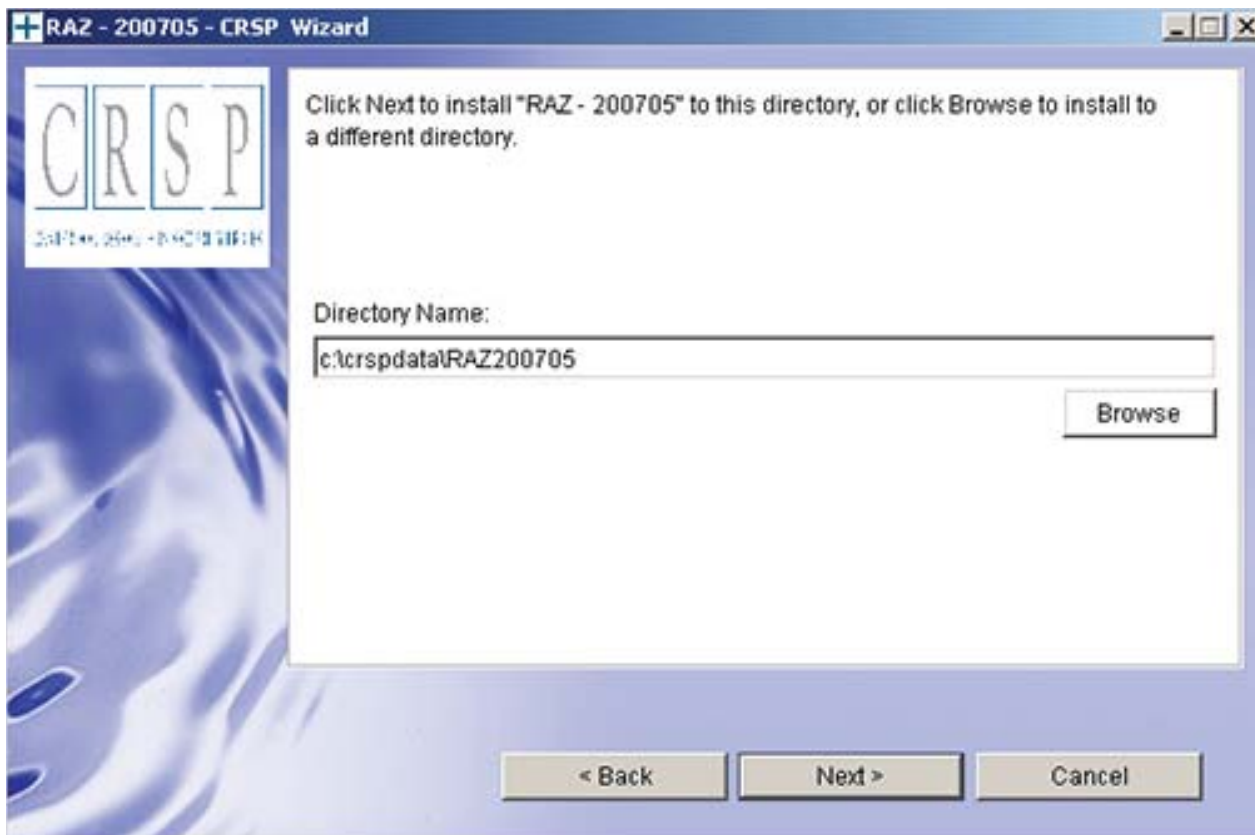 RAZ - 200705 - CRSP Wizard
CRSP
Click Next to install "RAZ - 200705" to this directory, or click Browse to install to
a different directory.
Directory Name:
c:\crspdata\RAZ200705
Browse
< Back
Next >
Cancel